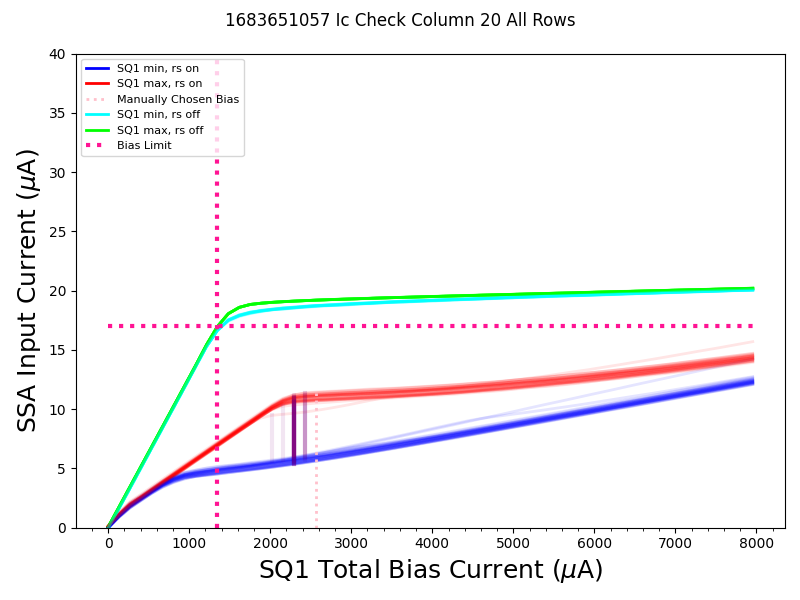 1683651057 Ic Check Column 20 All Rows
40
35
30
25
20
15
10
5
0
SSA Input Current (μA)
SQ1 min, rs on
SQ1 max, rs on
Manually Chosen Bias
SQ1 min, rs off
SQ1 max, rs off
Bias Limit
0 1000 2000 3000 4000 5000 6000 7000 8000
SQ1 Total Bias Current (μA)